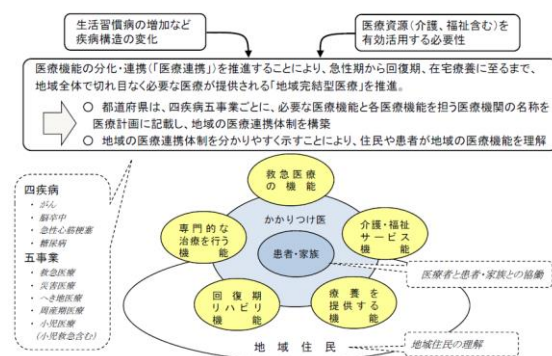 生活習慣病の増加など
疾病構造の変化
医療資源（介護、福祉含む）を
有効活用する必要性
医療機能の分化・連携（「医療連携」）を推進することにより、急性期から回復期、在宅療養に至るまで、
地域全体で切れ目なく必要な医療が提供される「地域完結型医療」を推進。
○ 都道府県は、四疾病五事業ごとに、必要な医療機能と各医療機能を担う医療機関の名称を
医療計画に記載し、地域の医療連携体制を構築
○ 地域の医療連携体制を分かりやすく示すことにより、住民や患者が地域の医療機能を理解
四疾病
・ がん
・ 脳卒中
・ 急性心筋梗塞
・ 糖尿病
五事業
・ 救急医療
・ 災害医療
・ へき地医療
・ 周産期医療
・ 小児医療
(小児救急含む)
救急医療
の機能
かかりつけ医
専門的な
治療を行う
機能
介護・福祉
サービス
機能
患者・家族
回復期
リハビリ
機能
療養を
提供する
機能
医療者と患者・家族との協働
地域住民
地域住民の理解